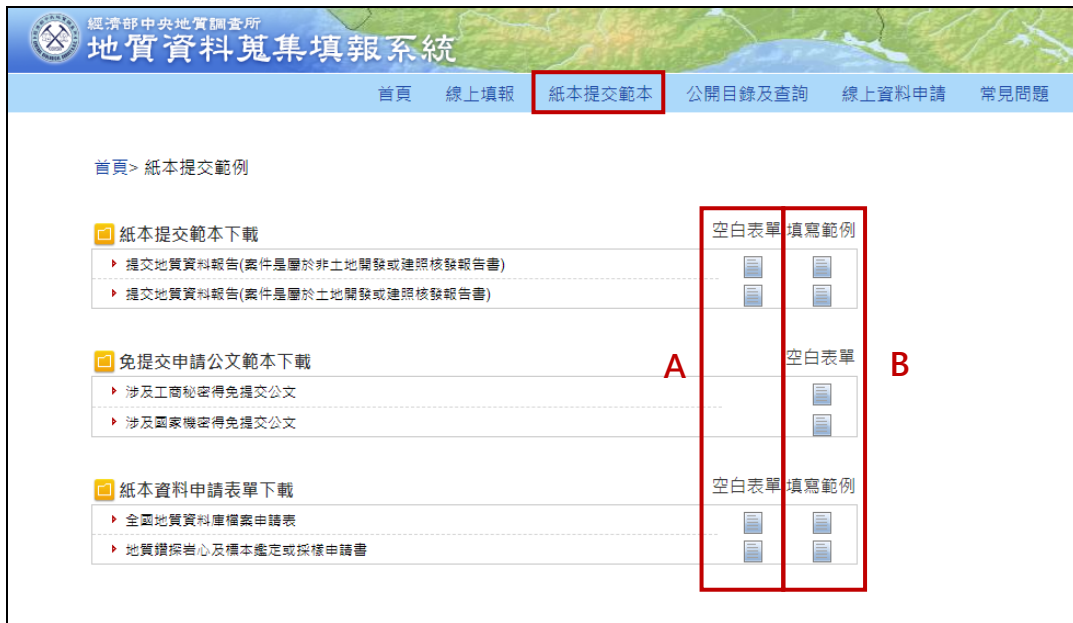 經濟部中央地質調查所
地質資料蒐集填報系統
首頁 線上填報 紙本提交範本 公開目錄及查詢 線上資料申請 常見問題
首頁> 紙本提交範例
紙本提交範本下載 空白表單 填寫範例
提交地質資料報告(案件是屬於非土地開發或建照核發報告書)
提交地質資料報告(案件是屬於土地開發或建照核發報告書)
免提交申請公文範本下載 A 空白表單 B
涉及工商秘密得免提交公文
涉及國家機密得免提交公文
紙本資料申請表單下載 空白表單 填寫範例
全國地質資料庫檔案申請表
地質鑽探岩心及標本鑑定或採樣申請書